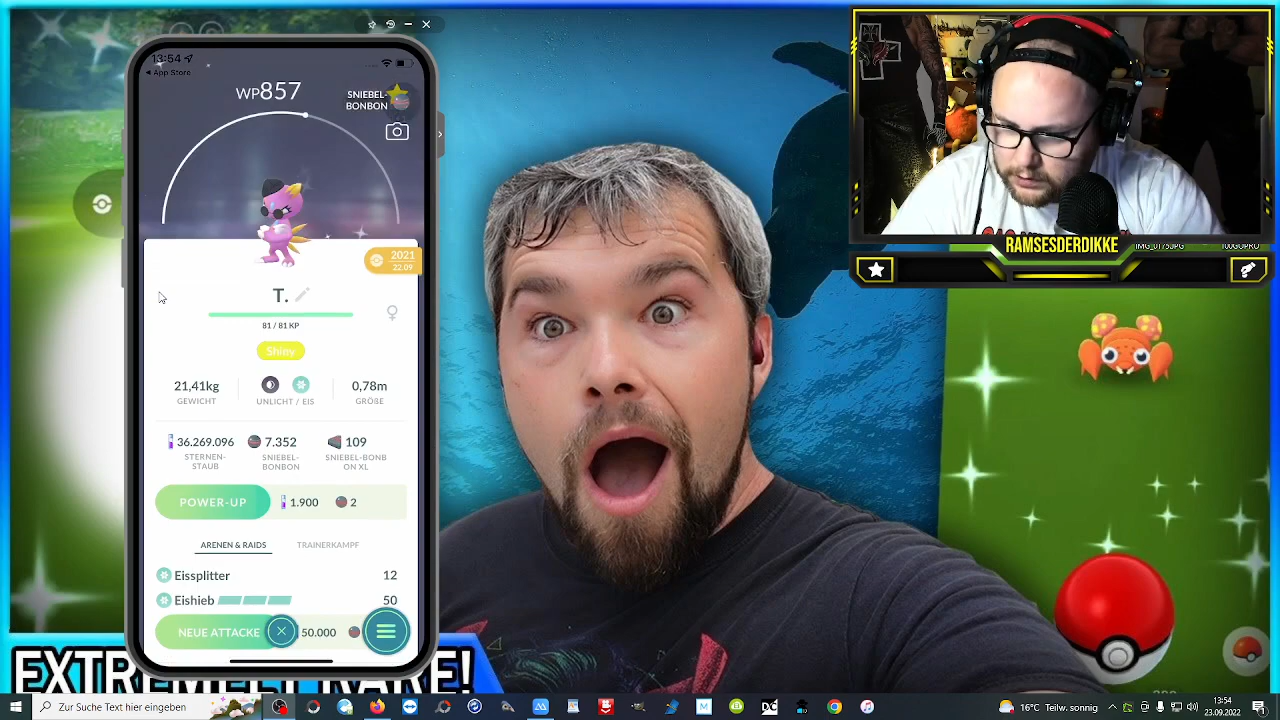 13:54
◀ App Store
WP857
SNIEBEL-
BONBON
2021
22.09
T.
81 / 81 KP
Shiny
21,41kg
GEWICHT
UNLICHT / EIS
0,78m
GRÖßE
36.269.096
STERNEN-
STAUB
7.352
SNIEBEL-
BONBON
109
SNIEBEL-BONB
ON XL
POWER-UP
1.900
2
ARENEN & RAIDS
TRAINERKAMPF
Eissplitter
12
Eishieb
50
NEUE ATTACKE
50.000
RAMSESDERDIKKE
IMG_0175.JPG
100GOPRO
Zur Suche Text hier eingeben
16°C Teilw. sonnig
13:54
23.09.2022